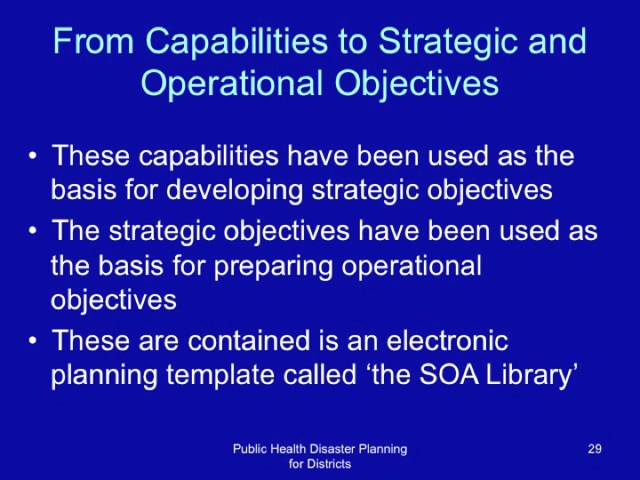 From Capabilities to Strategic and
Operational Objectives
• These capabilities have been used as the
basis for developing strategic objectives
• The strategic objectives have been used as
the basis for preparing operational
objectives
• These are contained is an electronic
planning template called ‘the SOA Library’
Public Health Disaster Planning
for Districts
29